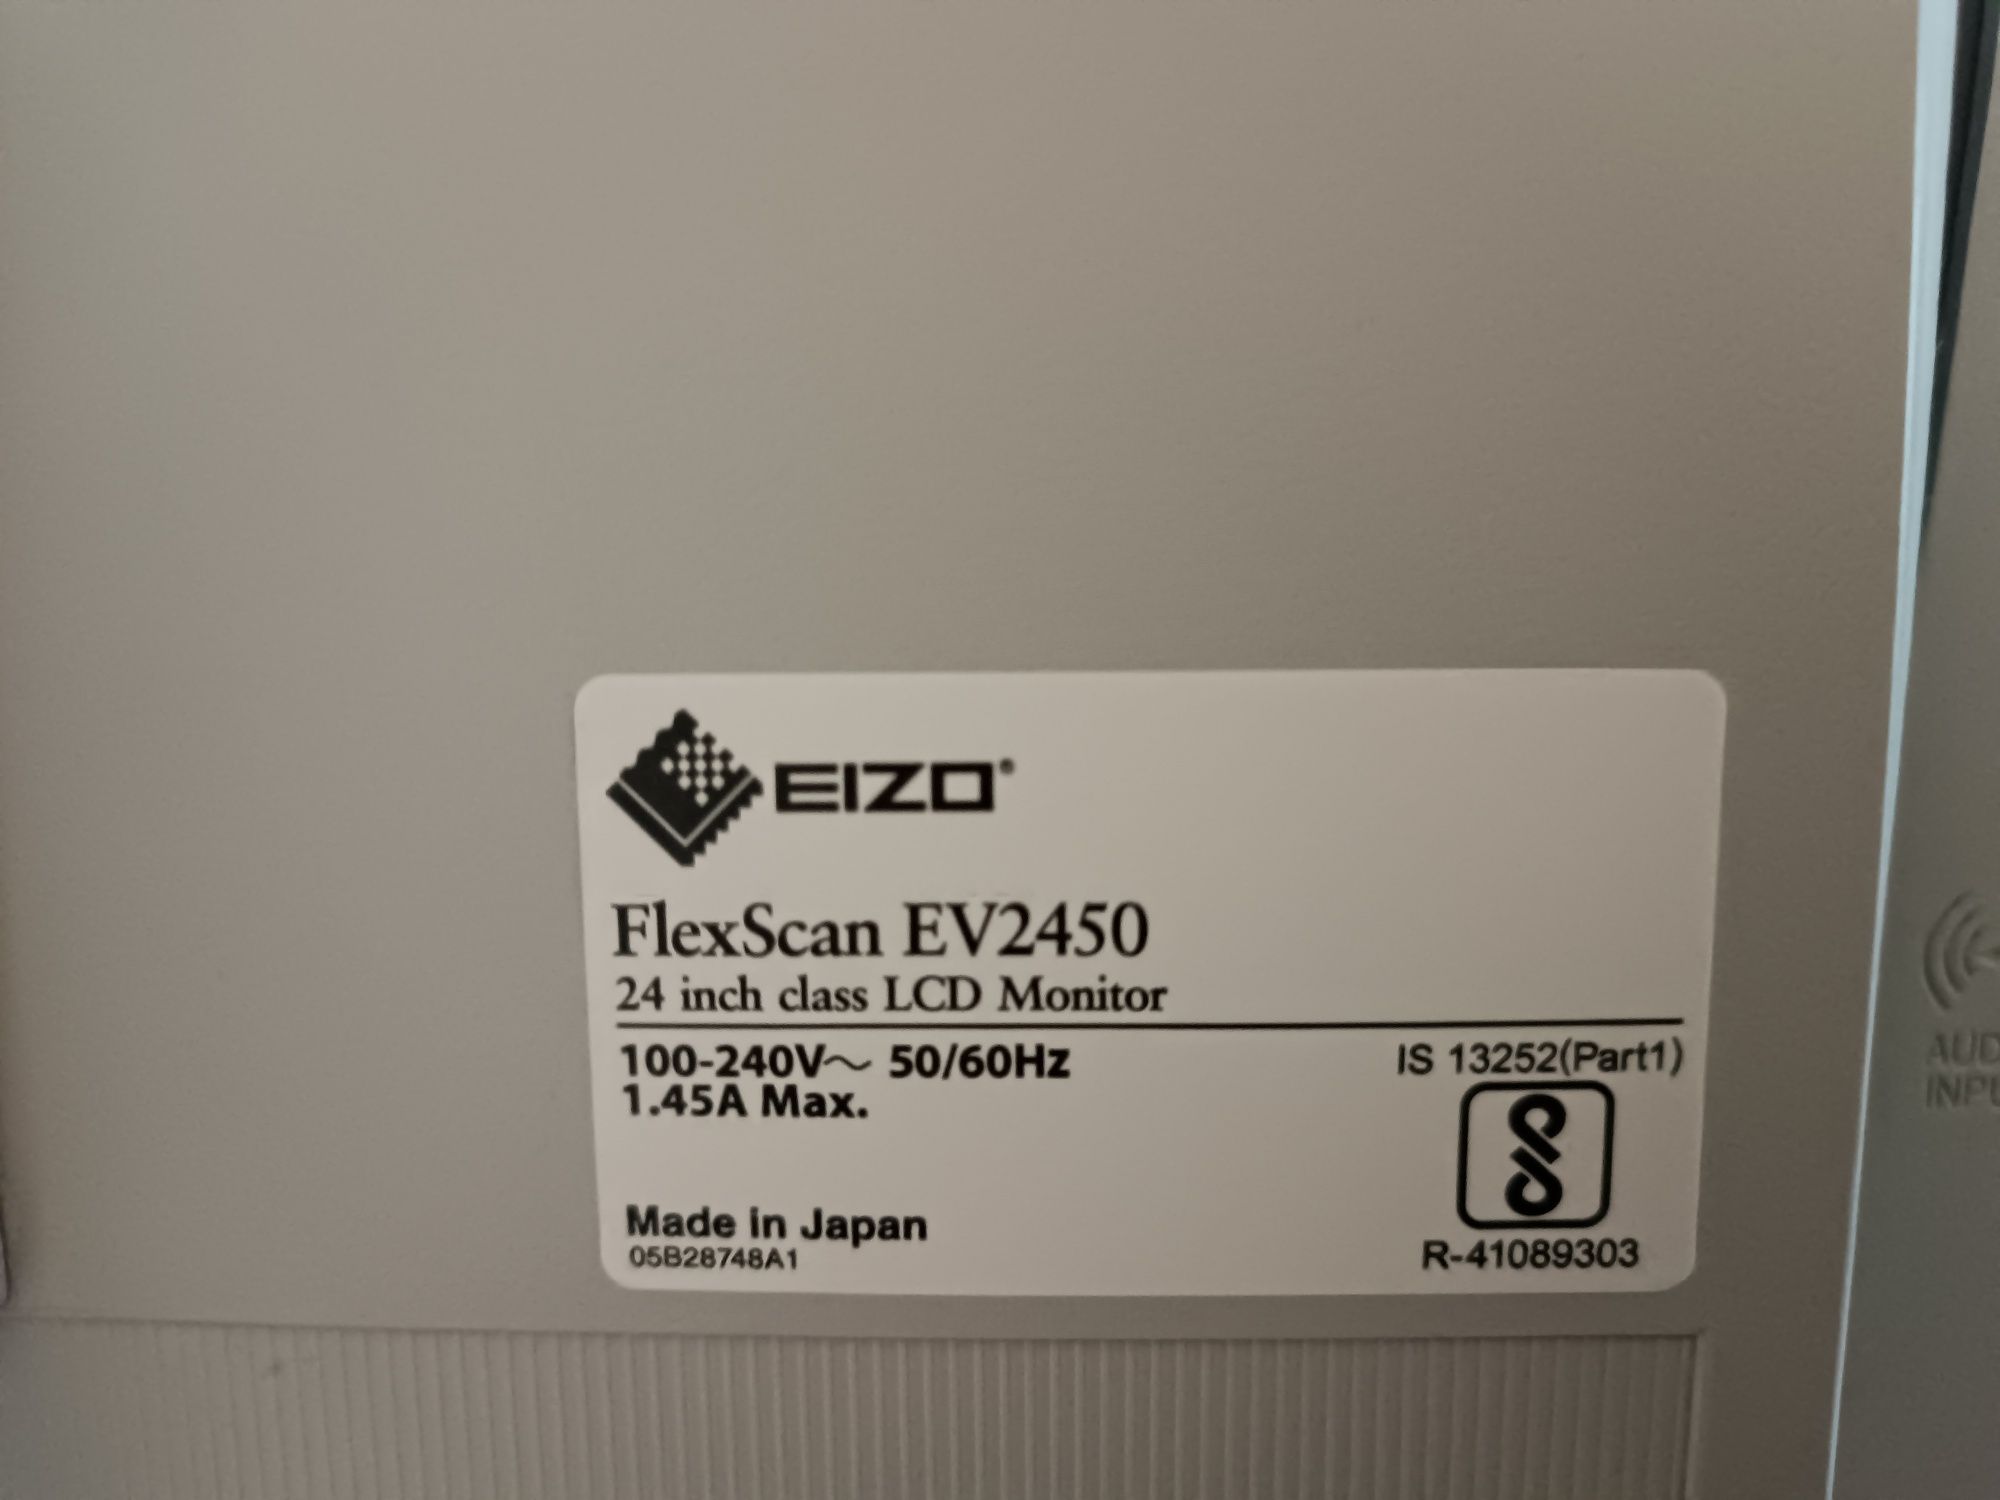 EIZO®
FlexScan EV2450
24 inch class LCD Monitor
100-240V～ 50/60Hz
1.45A Max.
IS 13252(Part1)
Made in Japan
05B28748A1
R-41089303